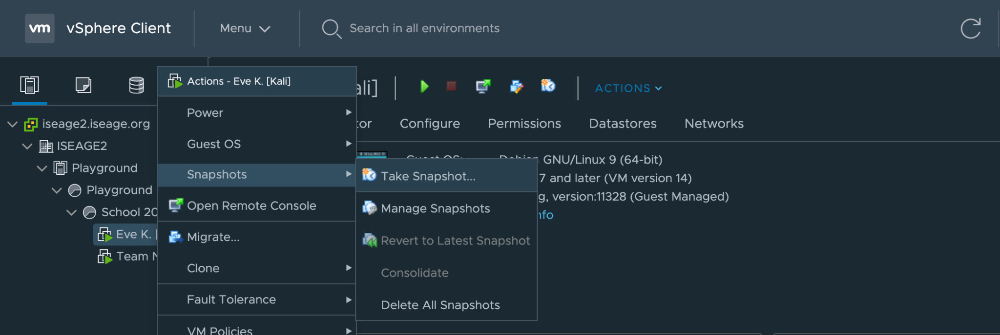 vm vSphere Client Menu Search in all environments
Actions - Eve K. [Kali]
ali] ACTIONS
Power
tor Configure Permissions Datastores Networks
iseage2.iseage.org
ISEAGE2
Guest OS
Playground
Guest OS: Debian GNU/Linux 9 (64-bit)
Snapshots
Take Snapshot...
7 and later (VM version 14)
Playground
g, version:11328 (Guest Managed)
School 20
Open Remote Console
Manage Snapshots
nfo
Eve K. [
Migrate...
Revert to Latest Snapshot
Team N
Clone
Consolidate
Fault Tolerance
Delete All Snapshots
VM Policies